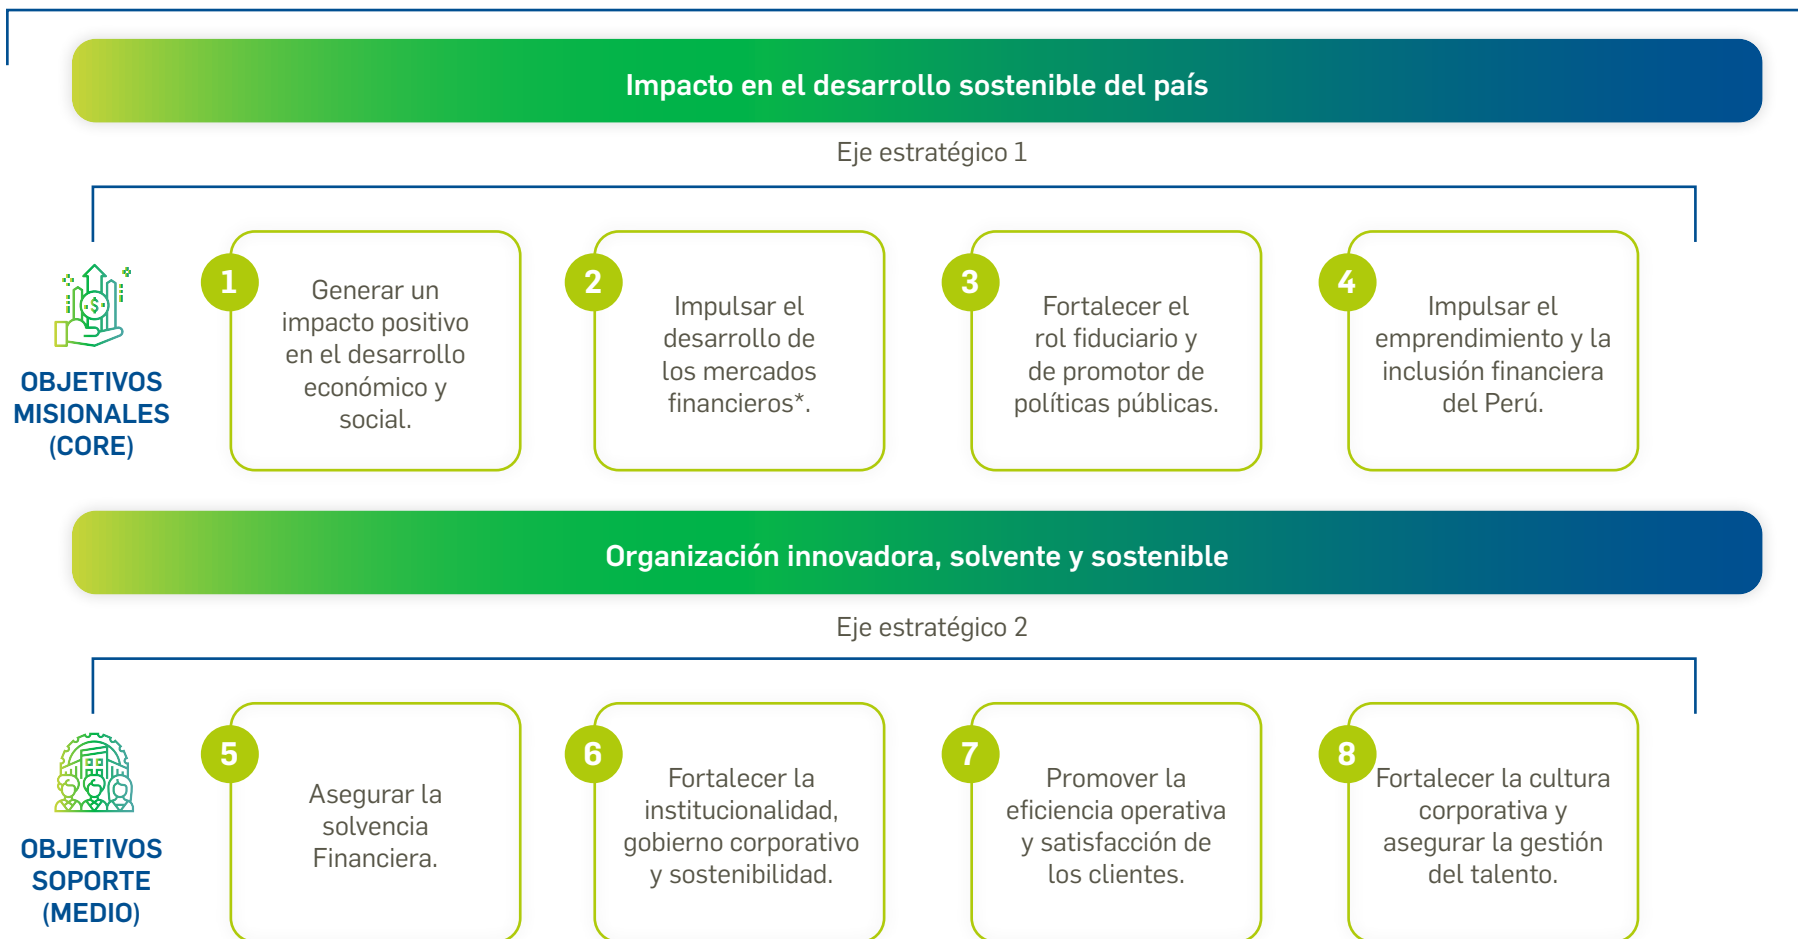 Impacto en el desarrollo sostenible del país
Eje estratégico 1
OBJETIVOS
MISIONALES
(CORE)
1
Generar un
impacto positivo
en el desarrollo
económico y
social.
2
Impulsar el
desarrollo de
los mercados
financieros*.
3
Fortalecer el
rol fiduciario y
de promotor de
políticas públicas.
4
Impulsar el
emprendimiento y la
inclusión financiera
del Perú.
Organización innovadora, solvente y sostenible
Eje estratégico 2
OBJETIVOS
SOPORTE
(MEDIO)
5
Asegurar la
solvencia
Financiera.
6
Fortalecer la
institucionalidad,
gobierno corporativo
y sostenibilidad.
7
Promover la
eficiencia operativa
y satisfacción de
los clientes.
8
Fortalecer la cultura
corporativa y
asegurar la gestión
del talento.